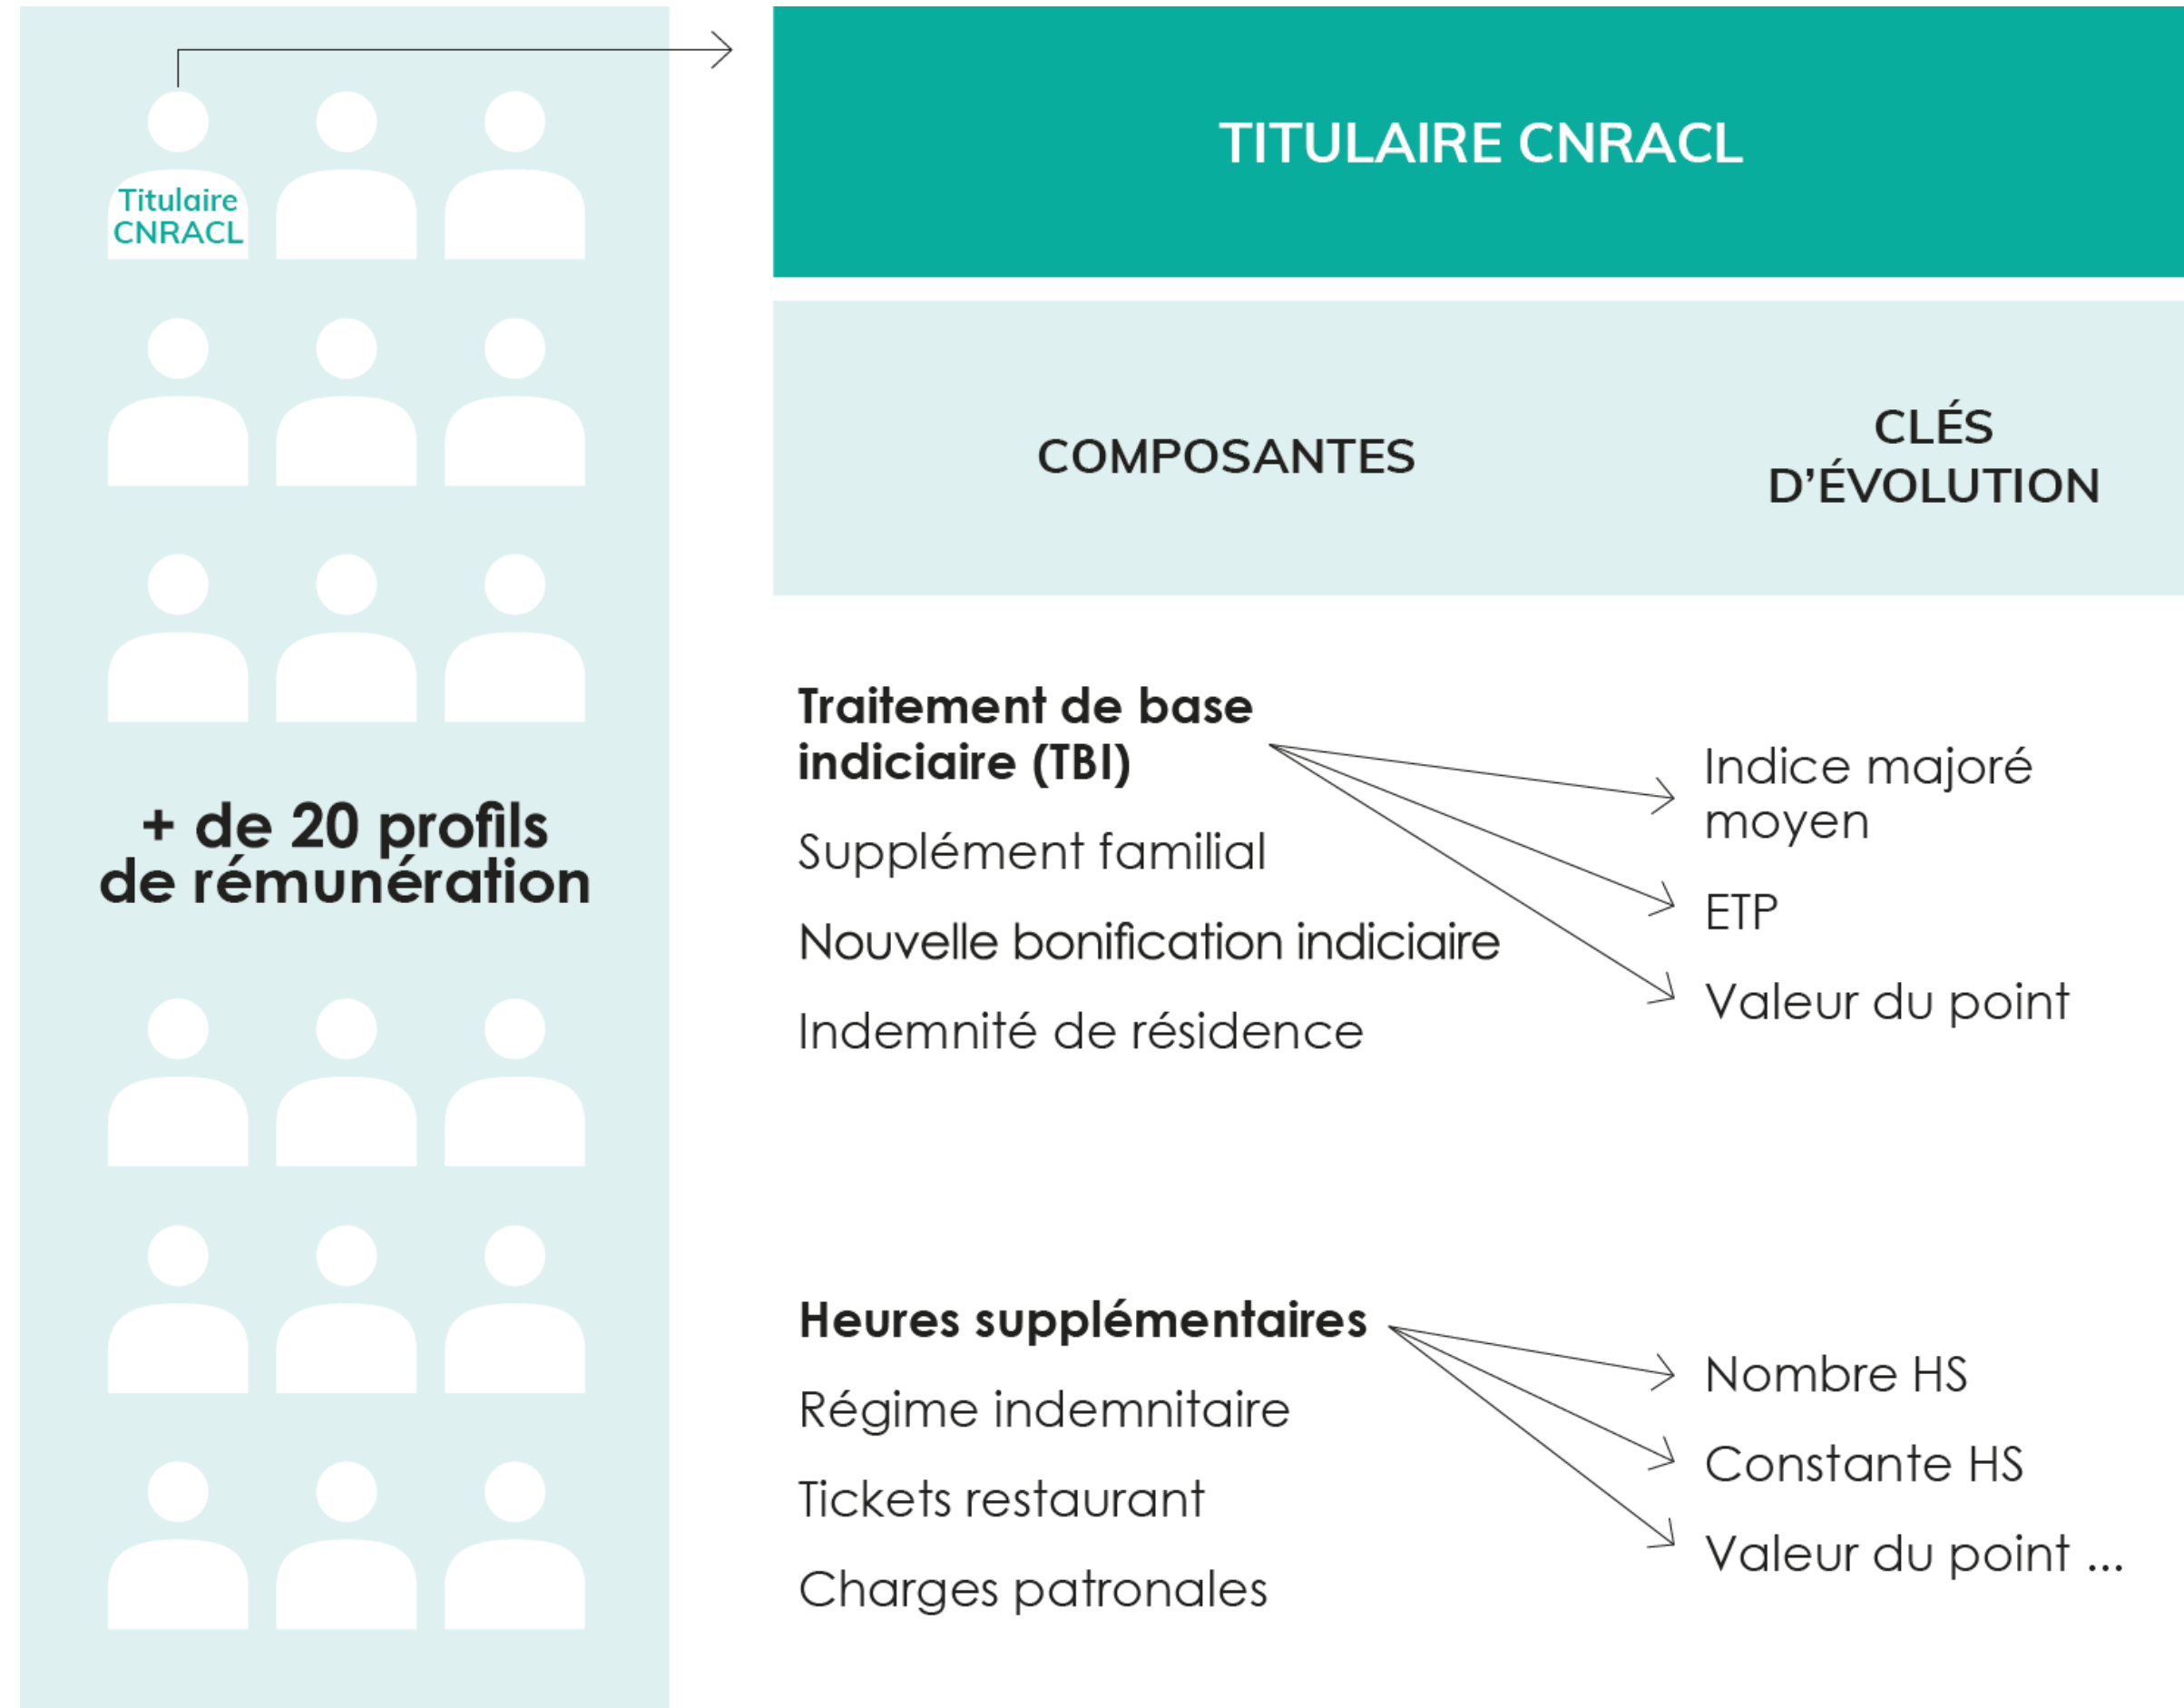 Titulaire
CNRACL
+ de 20 profils
de rémunération
TITULAIRE CNRACL
COMPOSANTES
CLÉS
D’ÉVOLUTION
Traitement de base
indiciaire (TBI)
Supplément familial
Nouvelle bonification indiciaire
Indemnité de résidence
Indice majoré
moyen
ETP
Valeur du point
Heures supplémentaires
Régime indemnitaire
Tickets restaurant
Charges patronales
Nombre HS
Constante HS
Valeur du point ...